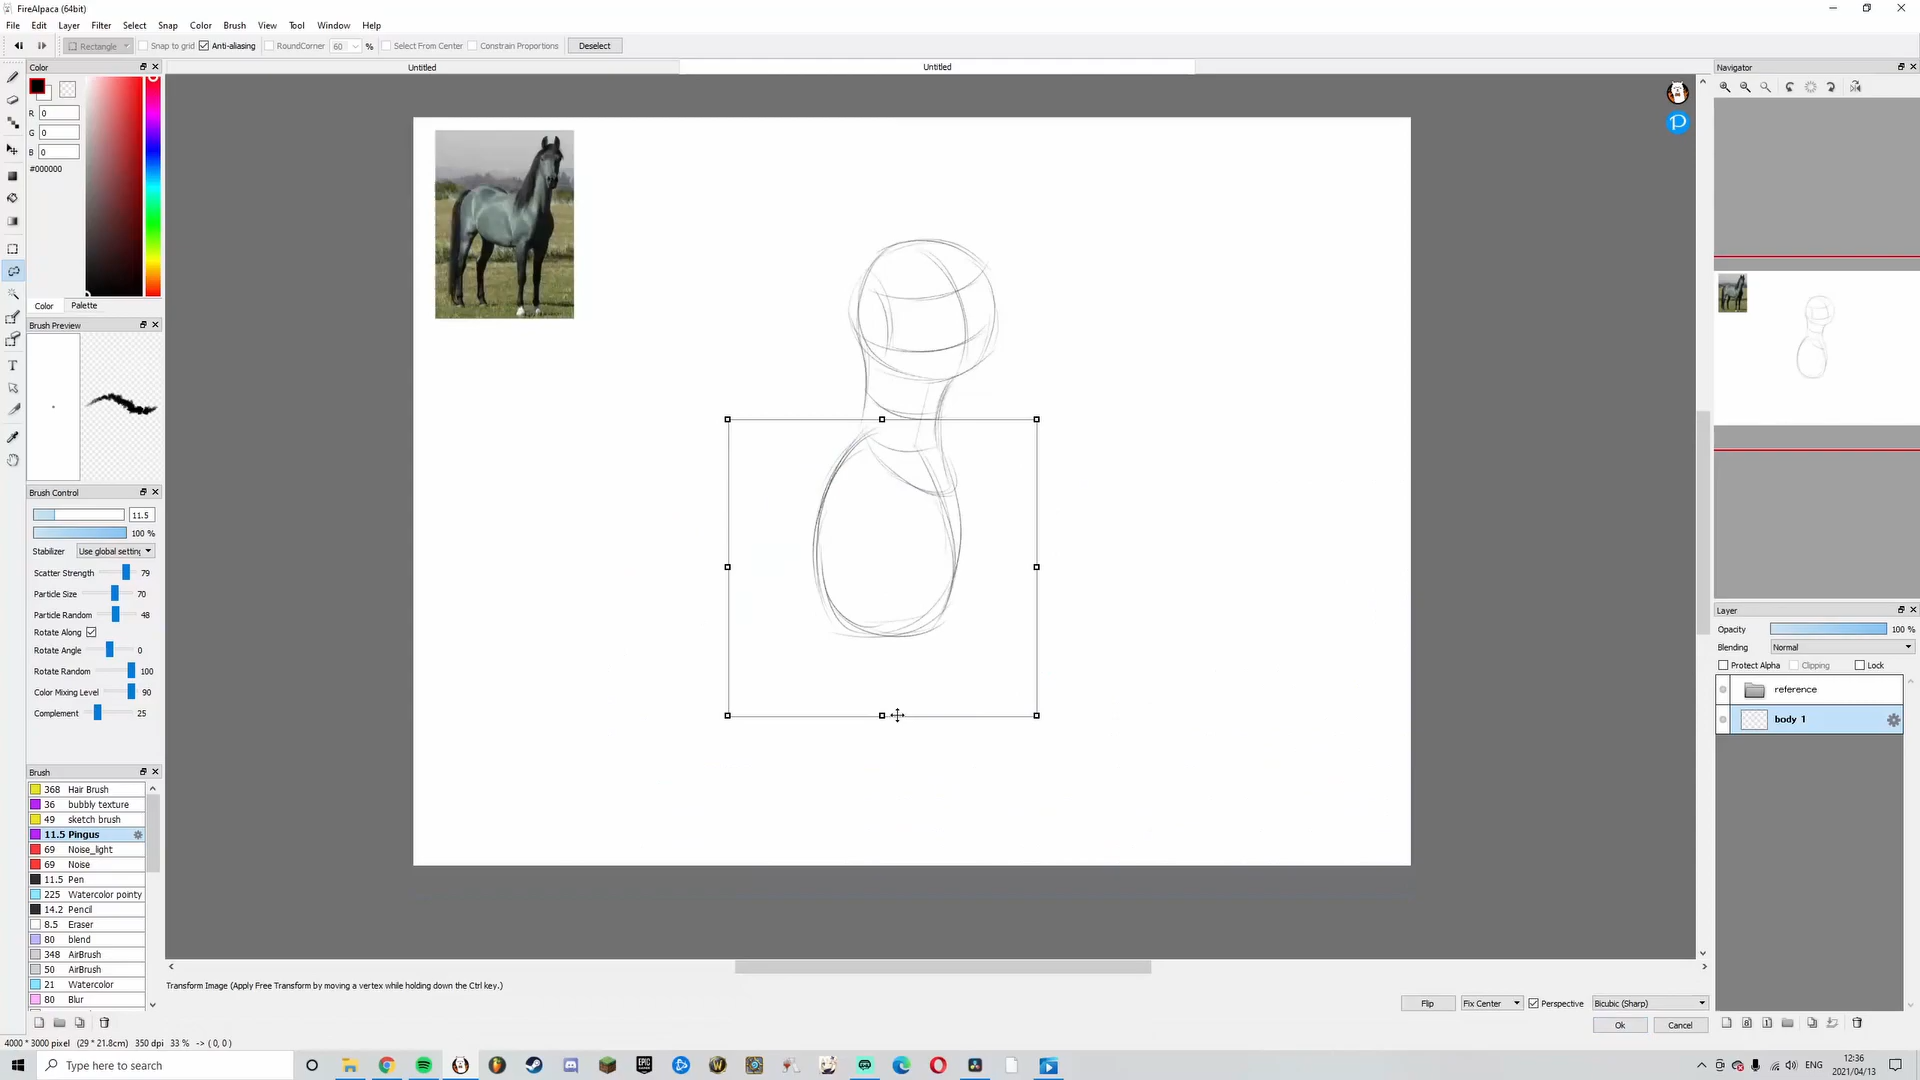 FireAlpaca (64bit)
File Edit Layer Filter Select Snap Color Brush View Tool Window Help
Rectangle Snap to grid Anti-aliasing RoundCorner 60 % Select From Center Constrain Proportions Deselect
Color
Untitled
Untitled
Navigator
R 0
G 0
B 0
#000000
Color Palette
Brush Preview
Brush Control
11.5
100 %
Stabilizer Use global setting
Scatter Strength 79
Particle Size 70
Particle Random 48
Rotate Along
Rotate Angle 0
Rotate Random 100
Color Mixing Level 90
Complement 25
Brush
368 Hair Brush
36 bubbly texture
49 sketch brush
11.5 Pingus
69 Noise_light
69 Noise
11.5 Pen
225 Watercolor pointy
14.2 Pencil
8.5 Eraser
80 blend
348 AirBrush
50 AirBrush
21 Watercolor
80 Blur
Layer
Opacity 100 %
Blending Normal
Protect Alpha Clipping Lock
reference
body 1
Transform Image (Apply Free Transform by moving a vertex while holding down the Ctrl key.)
Flip Fix Center Perspective Bicubic (Sharp)
Ok Cancel
4000 * 3000 pixel (29 * 21.8cm) 350 dpi 33 % -> ( 0, 0 )
Type here to search
ENG
12:36
2021/04/13